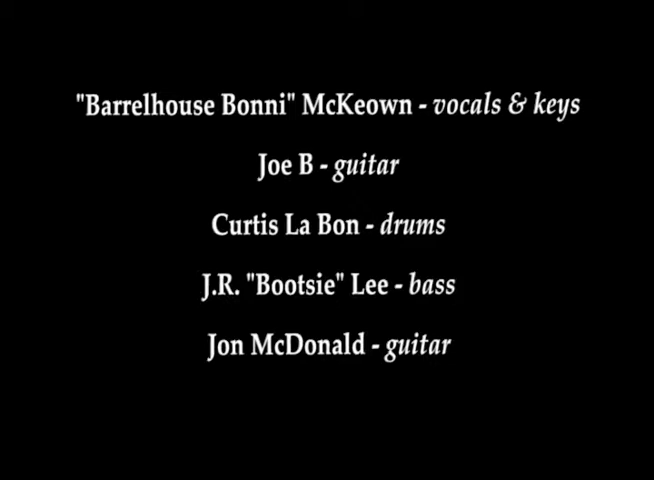 "Barrelhouse Bonni" McKeown - vocals & keys
Joe B - guitar
Curtis La Bon - drums
J.R. "Bootsie" Lee - bass
Jon McDonald - guitar